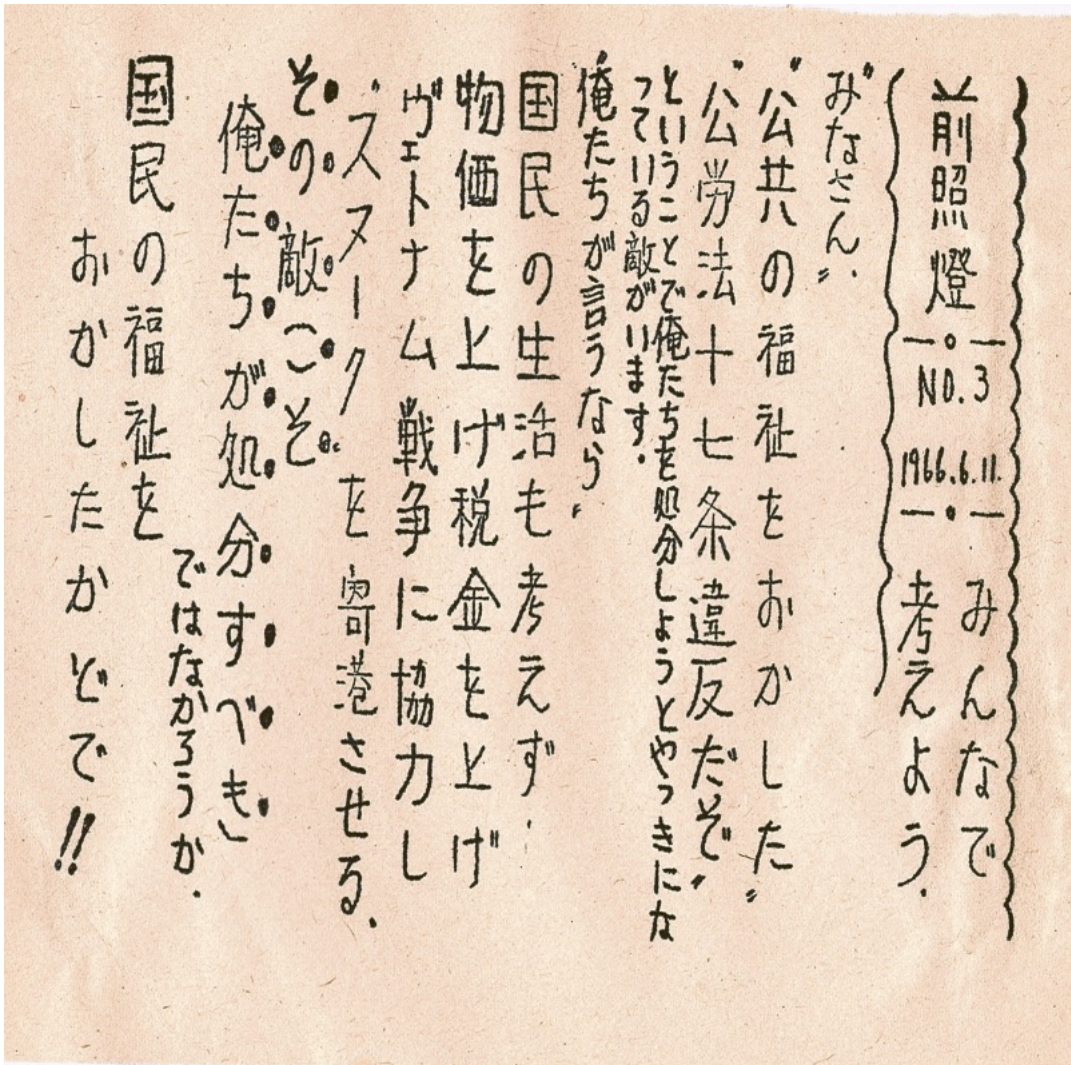 前照燈
NO.3
1966.6.11.
みんなで
考えよう.
"みなさん."
"公共の福祉をおかした"
"公労法十七条違反だぞ"
ということで俺たちを処分しようとやっきにな
っている敵がいます.
"俺たちが言うなら"
国民の生活も考えず.
物価を上げ税金を上げ
ヴェトナム戦争に協力し
"スヌーク"を寄港させる.
その敵こそ
俺たちが処分すべき
ではなかろうか.
国民の福祉を
おかしたかどで!!